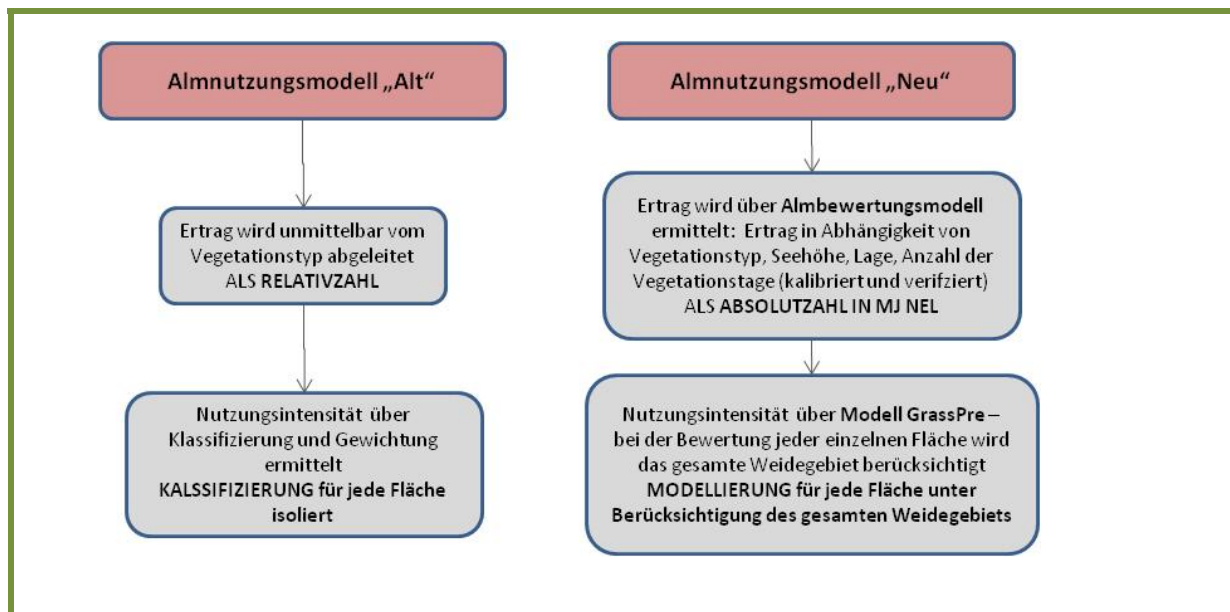 Almnutzungsmodell „Alt“
Ertrag wird unmittelbar vom
Vegetationstyp abgeleitet
ALS RELATIVZAHL
Nutzungsintensität über
Klassifizierung und Gewichtung
ermittelt
KALSSIFIZIERUNG für jede Fläche
isoliert
Almnutzungsmodell „Neu“
Ertrag wird über Almbewertungsmodell
ermittelt: Ertrag in Abhängigkeit von
Vegetationstyp, Seehöhe, Lage, Anzahl der
Vegetationstage (kalibriert und verifziert)
ALS ABSOLUTZAHL IN MJ NEL
Nutzungsintensität über Modell GrassPre –
bei der Bewertung jeder einzelnen Fläche wird
das gesamte Weidegebiet berücksichtigt
MODELLIERUNG für jede Fläche unter
Berücksichtigung des gesamten Weidegebiets